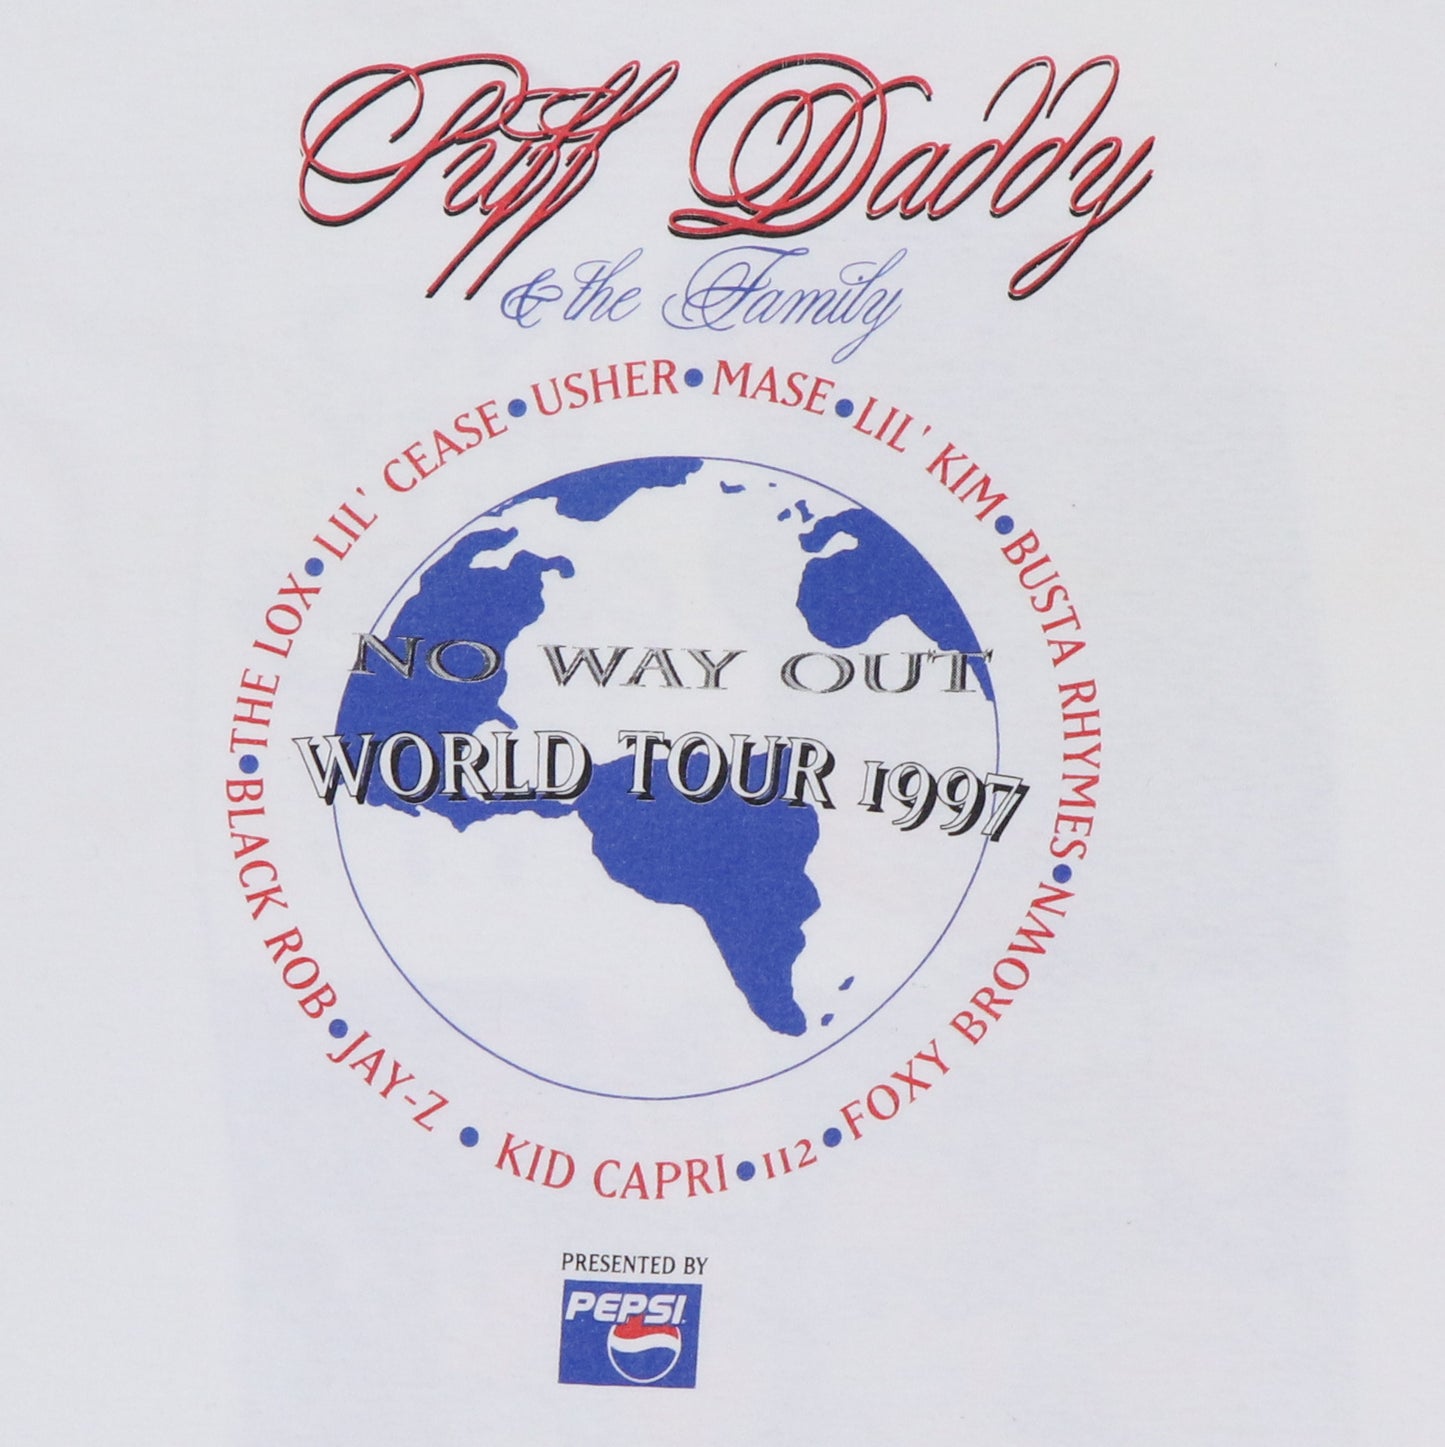 Puff Daddy
& the Family
USHER • MASE • LIL' KIM • BUSTA RHYMES • FOXY BROWN • 112 • KID CAPRI • JAY-Z • BLACK ROB • THE LOX • LIL' CEASE •
NO WAY OUT
WORLD TOUR 1997
PRESENTED BY
PEPSI